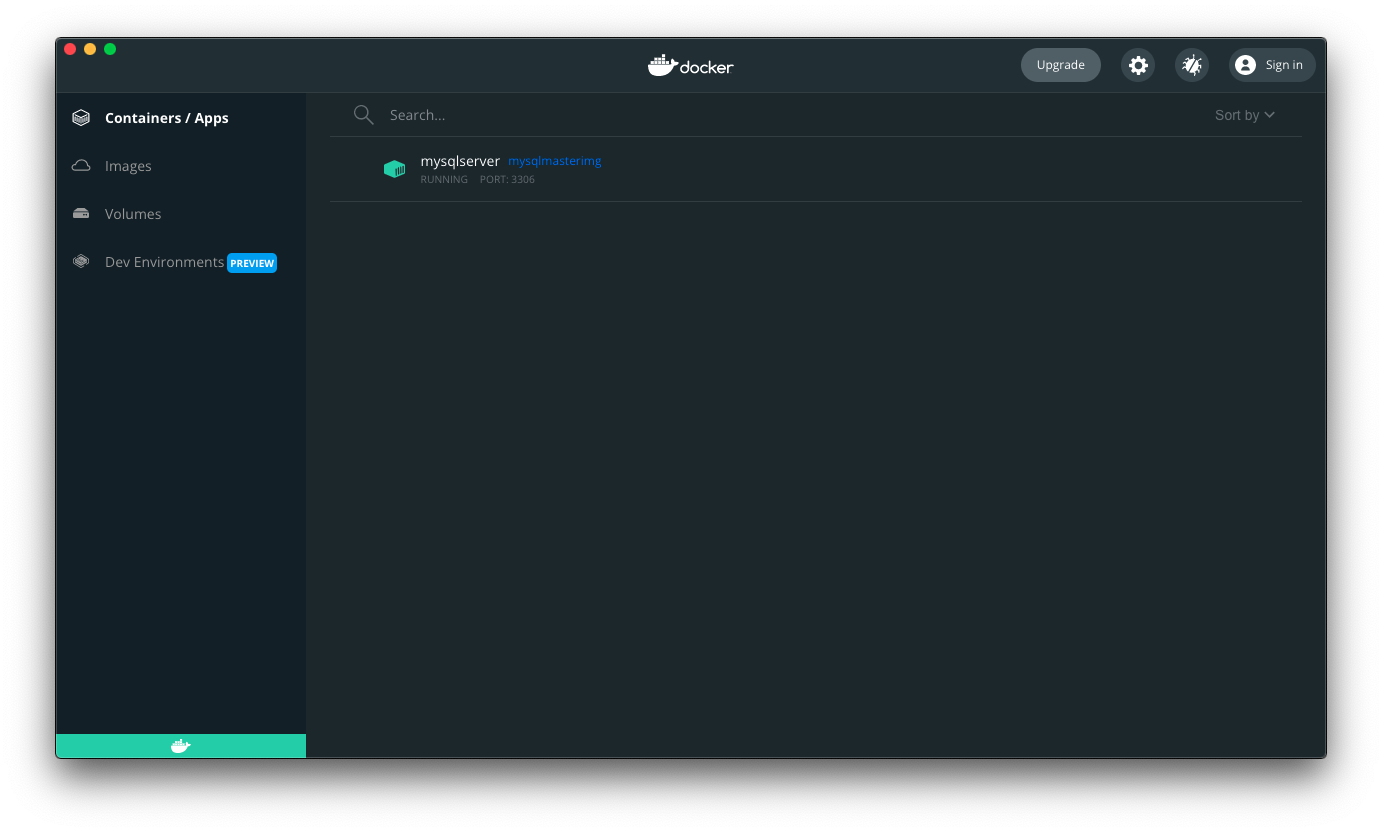 docker
Upgrade
Sign in
Containers / Apps
Images
Volumes
Dev Environments PREVIEW
Search...
Sort by
mysqlserver mysqlmasterimg
RUNNING PORT: 3306